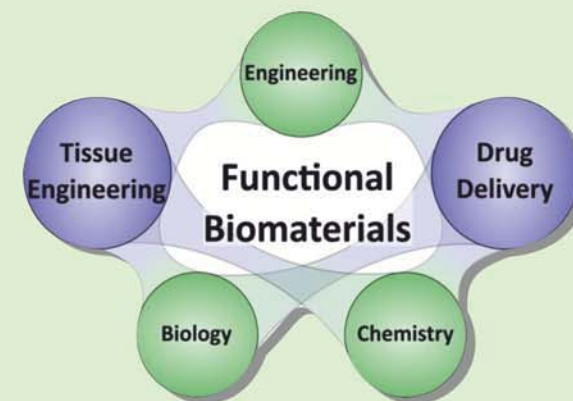 Engineering
Tissue
Engineering
Functional
Biomaterials
Drug
Delivery
Biology
Chemistry